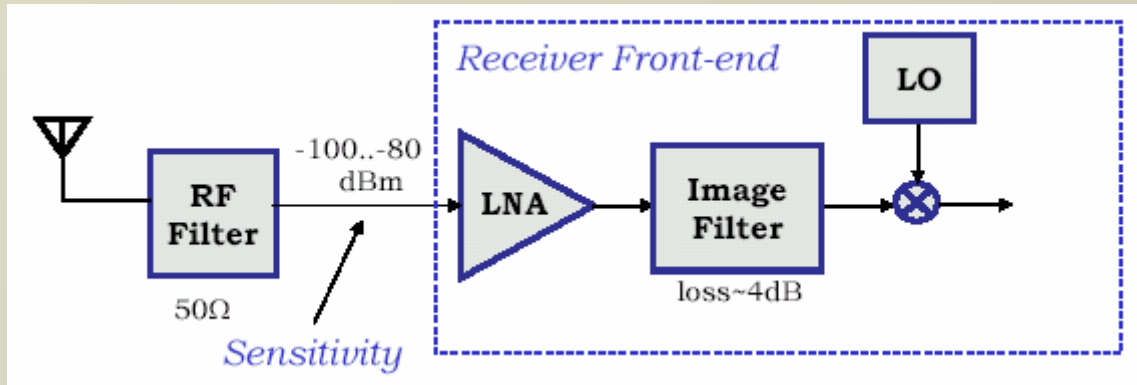 Receiver Front-end
LO
-100..-80
dBm
RF
Filter
LNA
Image
Filter
50Ω
loss~4dB
Sensitivity